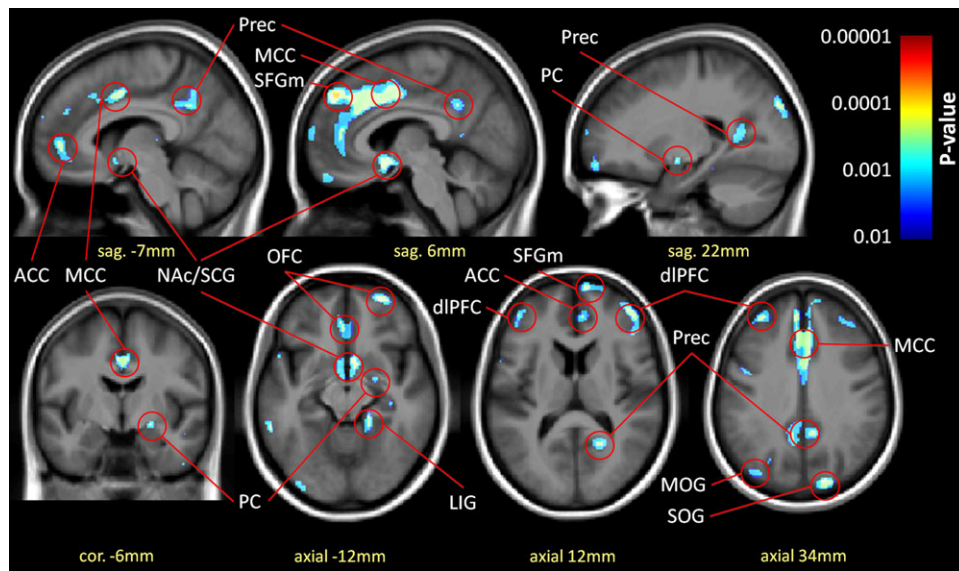 Prec
MCC
SFGm
Prec
PC
0.00001
0.0001
0.001
0.01
P-value
sag. -7mm
sag. 6mm
sag. 22mm
ACC
MCC
NAc/SCG
OFC
dlPFC
ACC
SFGm
dlPFC
Prec
MCC
PC
LIG
MOG
SOG
cor. -6mm
axial -12mm
axial 12mm
axial 34mm